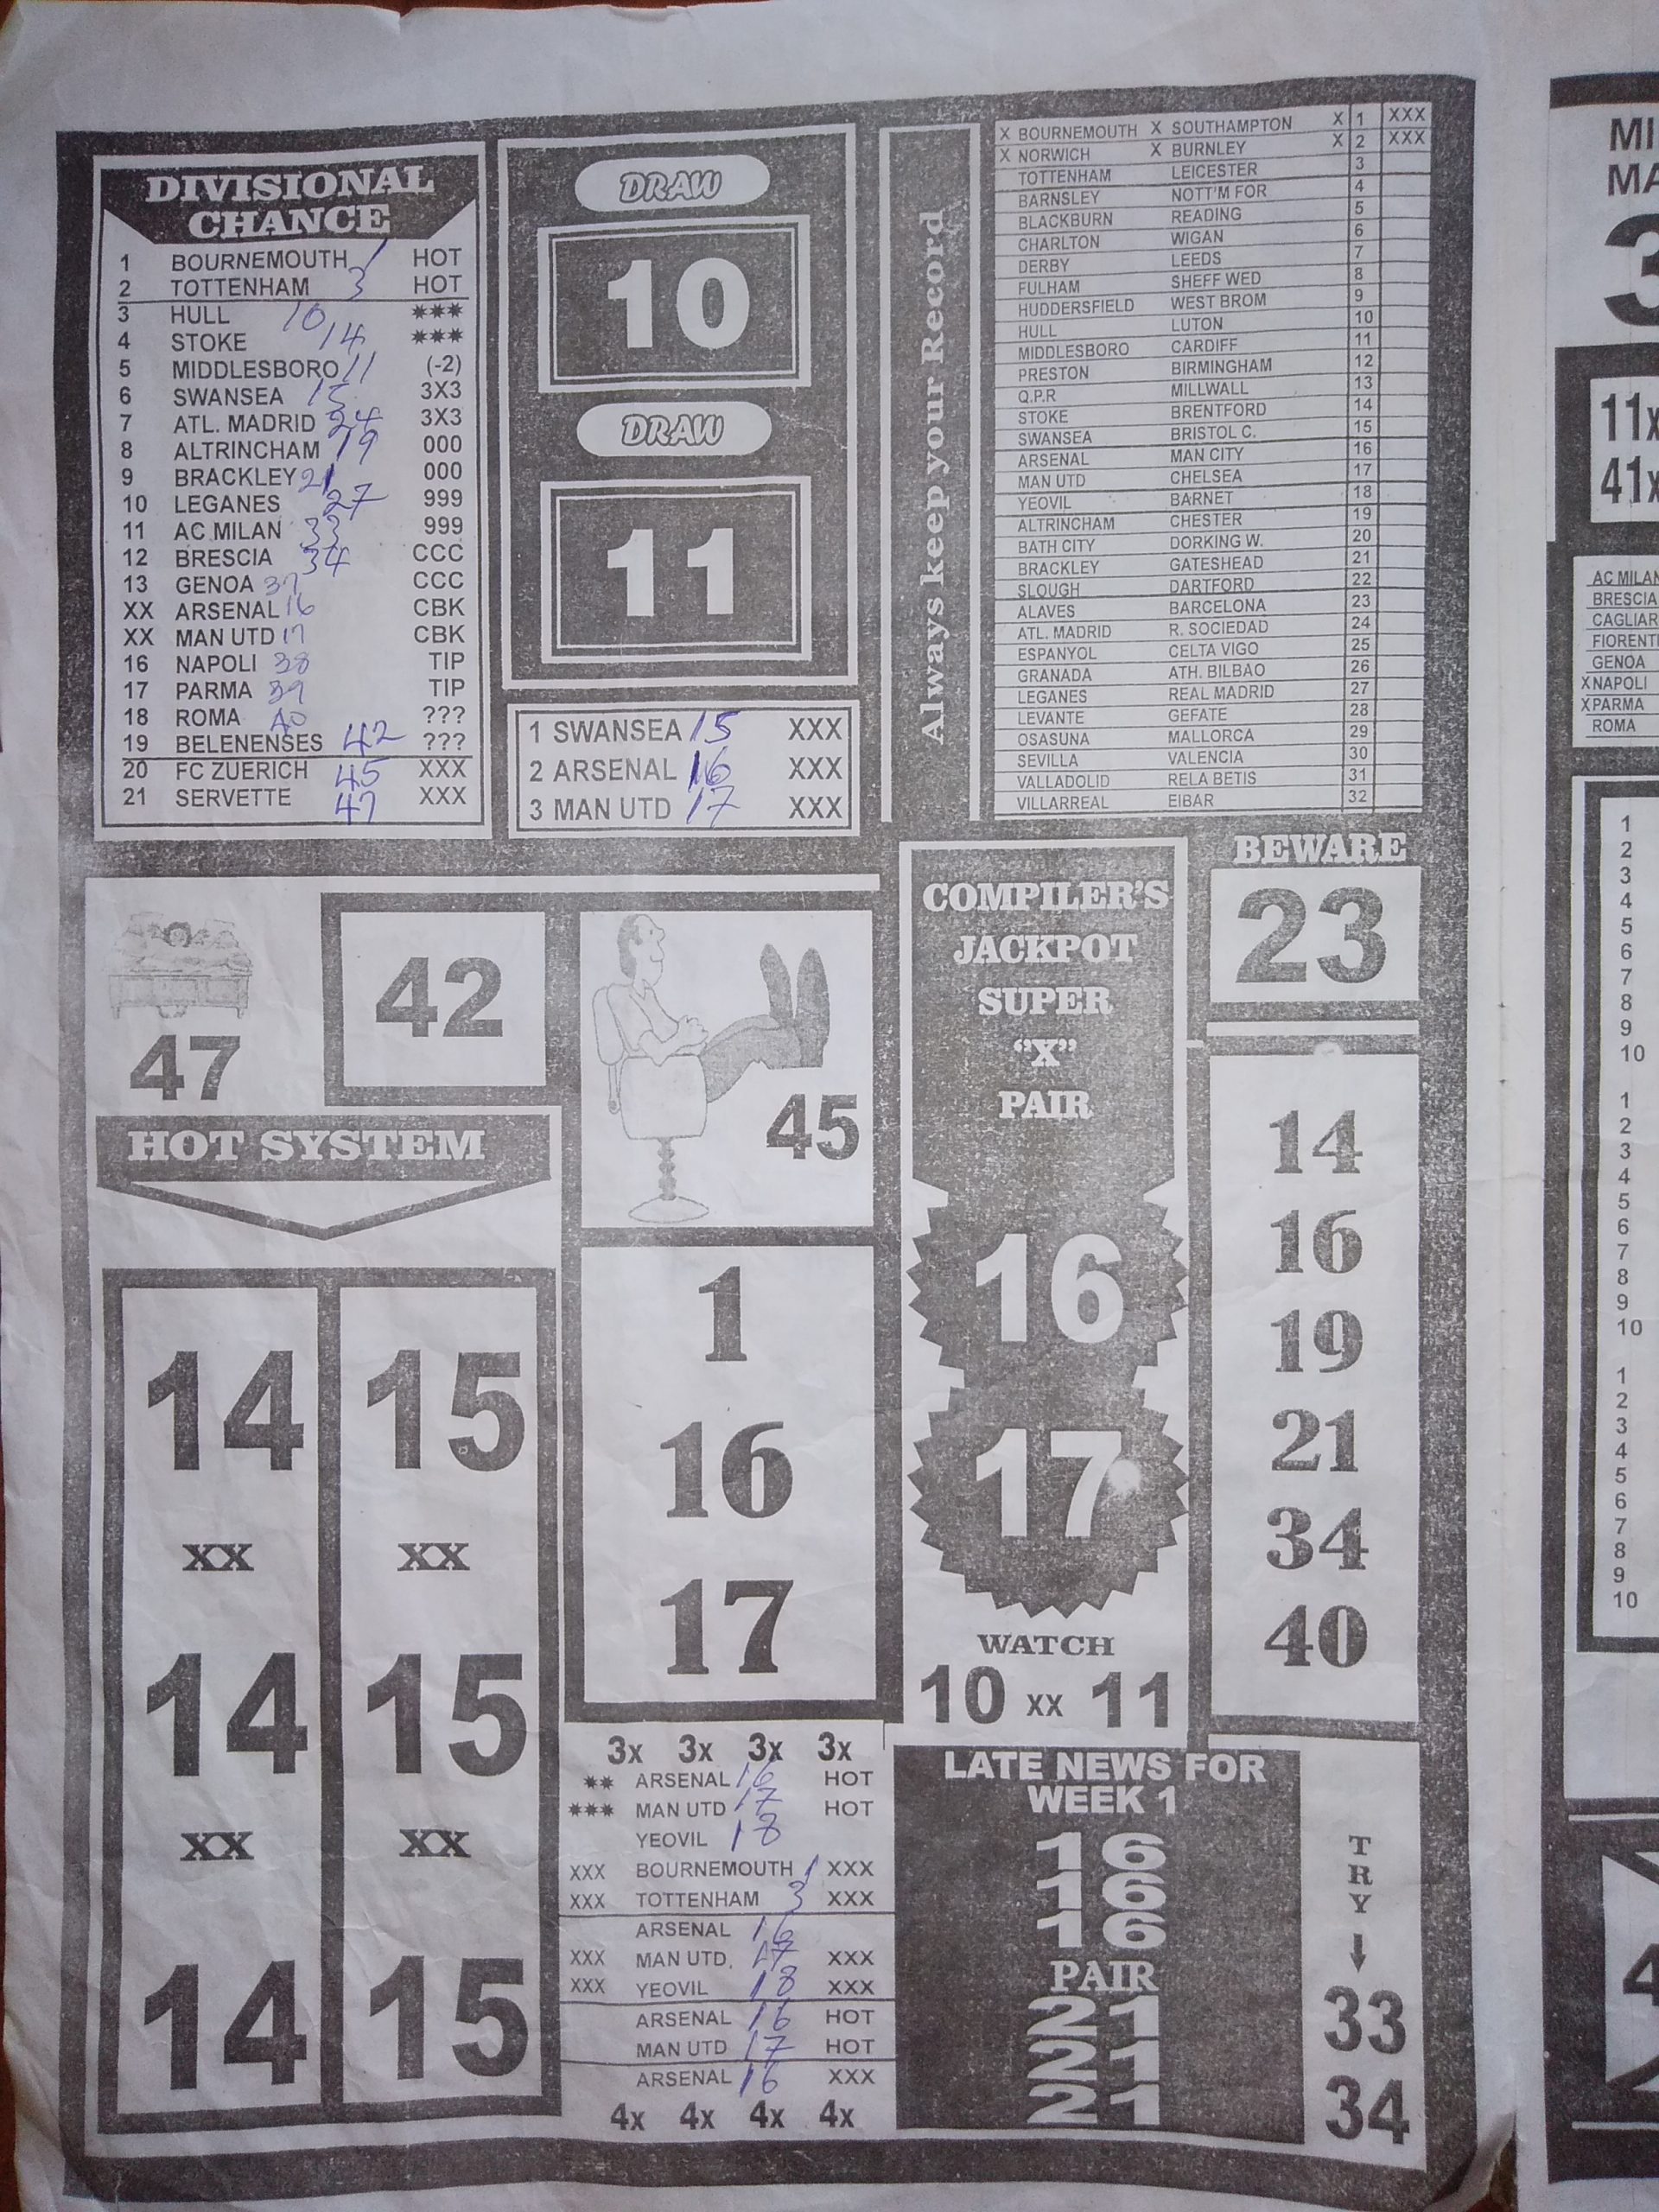 DIVISIONAL
CHANCE
1 BOURNEMOUTH 1 HOT
2 TOTTENHAM 3 HOT
3 HULL 10 ***
4 STOKE 14 ***
5 MIDDLESBORO 11 (-2)
6 SWANSEA 15 3X3
7 ATL. MADRID 24 3X3
8 ALTRINCHAM 19 000
9 BRACKLEY 21 000
10 LEGANES 27 999
11 AC MILAN 33 999
12 BRESCIA 34 CCC
13 GENOA 37 CCC
XX ARSENAL 16 CBK
XX MAN UTD 17 CBK
16 NAPOLI 38 TIP
17 PARMA 39 TIP
18 ROMA 40 ???
19 BELENENSES 42 ???
20 FC ZUERICH 45 XXX
21 SERVETTE 47 XXX
DRAW
10
DRAW
11
1 SWANSEA 15 XXX
2 ARSENAL 16 XXX
3 MAN UTD 17 XXX
Always keep your Record
X BOURNEMOUTH X SOUTHAMPTON X 1 XXX
X NORWICH X BURNLEY X 2 XXX
TOTTENHAM LEICESTER 3
BARNSLEY NOTT'M FOR 4
BLACKBURN READING 5
CHARLTON WIGAN 6
DERBY LEEDS 7
FULHAM SHEFF WED 8
HUDDERSFIELD WEST BROM 9
HULL LUTON 10
MIDDLESBORO CARDIFF 11
PRESTON BIRMINGHAM 12
Q.P.R MILLWALL 13
STOKE BRENTFORD 14
SWANSEA BRISTOL C. 15
ARSENAL MAN CITY 16
MAN UTD CHELSEA 17
YEOVIL BARNET 18
ALTRINCHAM CHESTER 19
BATH CITY DORKING W. 20
BRACKLEY GATESHEAD 21
SLOUGH DARTFORD 22
ALAVES BARCELONA 23
ATL. MADRID R. SOCIEDAD 24
ESPANYOL CELTA VIGO 25
GRANADA ATH. BILBAO 26
LEGANES REAL MADRID 27
LEVANTE GEFATE 28
OSASUNA MALLORCA 29
SEVILLA VALENCIA 30
VALLADOLID RELA BETIS 31
VILLARREAL EIBAR 32
47
42
45
HOT SYSTEM
14 15
XX XX
14 15
XX XX
14 15
1
16
17
3x 3x 3x 3x
** ARSENAL 16 HOT
*** MAN UTD 17 HOT
YEOVIL 18
XXX BOURNEMOUTH 1 XXX
XXX TOTTENHAM 3 XXX
ARSENAL 16
XXX MAN UTD. 17 XXX
XXX YEOVIL 18 XXX
ARSENAL 16 HOT
MAN UTD 17 HOT
ARSENAL 16 XXX
4x 4x 4x 4x
COMPILER'S
JACKPOT
SUPER
"X"
PAIR
16
17
WATCH
10 XX 11
LATE NEWS FOR
WEEK 1
16
16
16
PAIR
21
21
21
BEWARE
23
14
16
19
21
34
40
TRY
33
34
MI
MA
3
11x
41x
AC MILAN
BRESCIA
CAGLIAR
FIORENTI
GENOA
X NAPOLI
X PARMA
ROMA
1
2
3
4
5
6
7
8
9
10
1
2
3
4
5
6
7
8
9
10
1
2
3
4
5
6
7
8
9
10
4